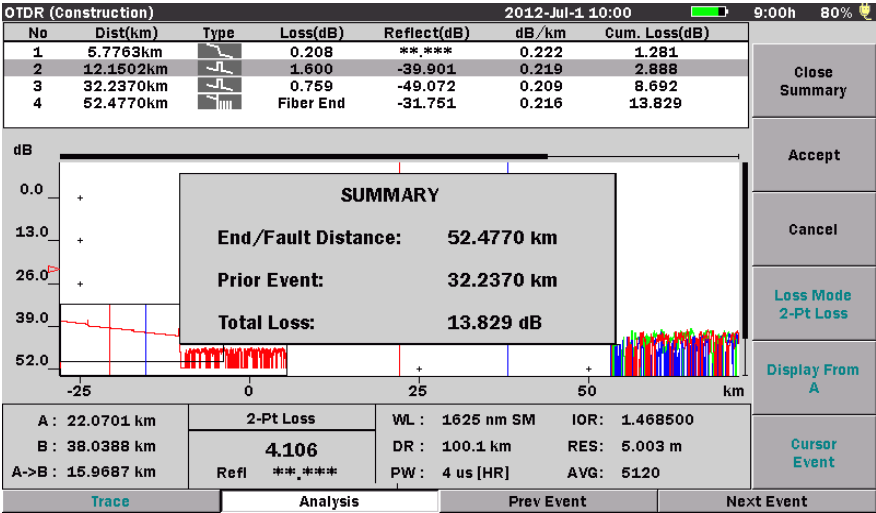 OTDR (Construction) 2012-Jul-1 10:00 9:00h 80%
No Dist(km) Type Loss(dB) Reflect(dB) dB/km Cum. Loss(dB)
1 5.7763km 0.208 **.*** 0.222 1.281
2 12.1502km 1.600 -39.901 0.219 2.888
3 32.2370km 0.759 -49.072 0.209 8.692
4 52.4770km Fiber End -31.751 0.216 13.829
Close
Summary
Accept
Cancel
Loss Mode
2-Pt Loss
Display From
A
Cursor
Event
dB
0.0
13.0
26.0
39.0
52.0
SUMMARY
End/Fault Distance: 52.4770 km
Prior Event: 32.2370 km
Total Loss: 13.829 dB
-25 0 25 50 km
A: 22.0701 km
B: 38.0388 km
A->B: 15.9687 km
2-Pt Loss
4.106
Refl **.***
WL: 1625 nm SM IOR: 1.468500
DR: 100.1 km RES: 5.003 m
PW: 4 us [HR] AVG: 5120
Trace Analysis Prev Event Next Event